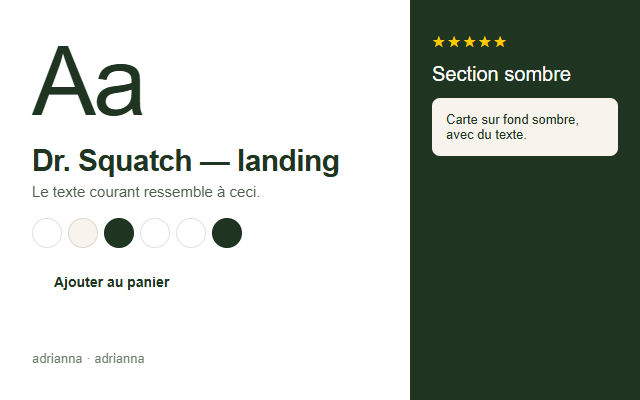 Aa
Dr. Squatch — landing
Le texte courant ressemble à ceci.
Ajouter au panier
adrianna · adrianna
★★★★★
Section sombre
Carte sur fond sombre,
avec du texte.